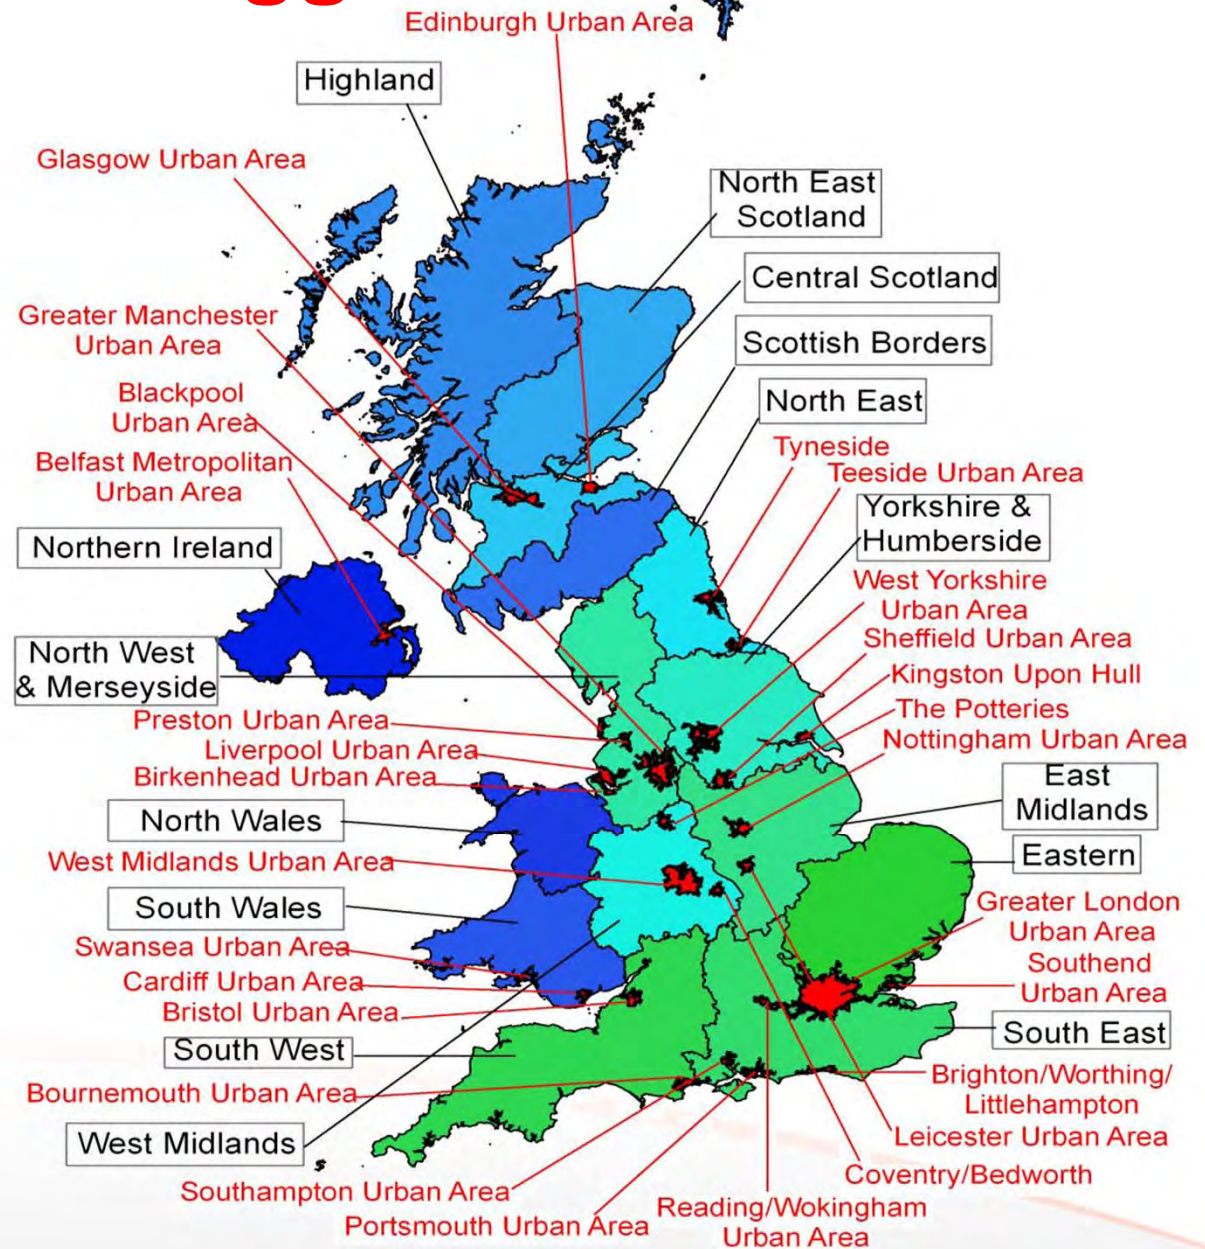 Edinburgh Urban Area
Highland
Glasgow Urban Area
North East
Scotland
Central Scotland
Greater Manchester
Urban Area
Scottish Borders
Blackpool
Urban Area
North East
Tyneside
Belfast Metropolitan
Urban Area
Teeside Urban Area
Yorkshire &
Humberside
Northern Ireland
West Yorkshire
Urban Area
Sheffield Urban Area
North West
& Merseyside
Kingston Upon Hull
The Potteries
Preston Urban Area
Nottingham Urban Area
Liverpool Urban Area
Birkenhead Urban Area
East
Midlands
North Wales
Eastern
West Midlands Urban Area
South Wales
Greater London
Urban Area
Swansea Urban Area
Southend
Urban Area
Cardiff Urban Area
Bristol Urban Area
South East
South West
Brighton/Worthing/
Littlehampton
Bournemouth Urban Area
Leicester Urban Area
West Midlands
Coventry/Bedworth
Southampton Urban Area
Reading/Wokingham
Urban Area
Portsmouth Urban Area